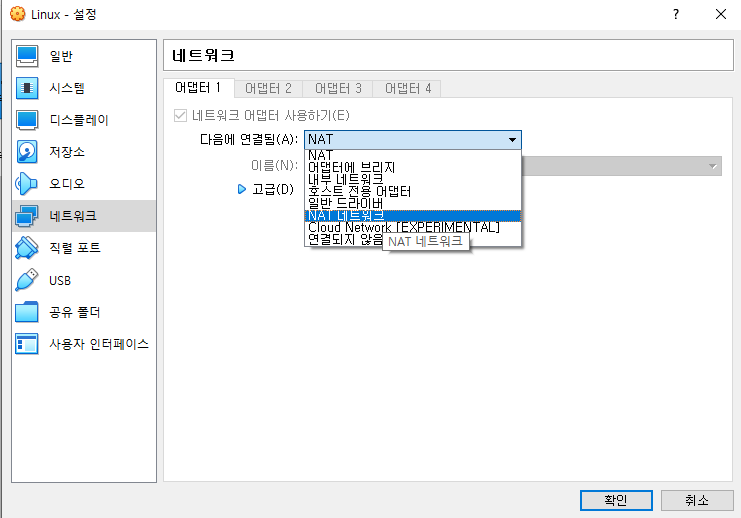 Linux - 설정
?
일반
시스템
디스플레이
저장소
오디오
네트워크
직렬 포트
USB
공유 폴더
사용자 인터페이스
네트워크
어댑터 1 어댑터 2 어댑터 3 어댑터 4
네트워크 어댑터 사용하기(E)
다음에 연결됨(A): NAT
이름(N):
고급(D)
NAT
어댑터에 브리지
내부 네트워크
호스트 전용 어댑터
일반 드라이버
NAT 네트워크
Cloud Network [EXPERIMENTAL]
연결되지 않음
NAT 네트워크
확인 취소